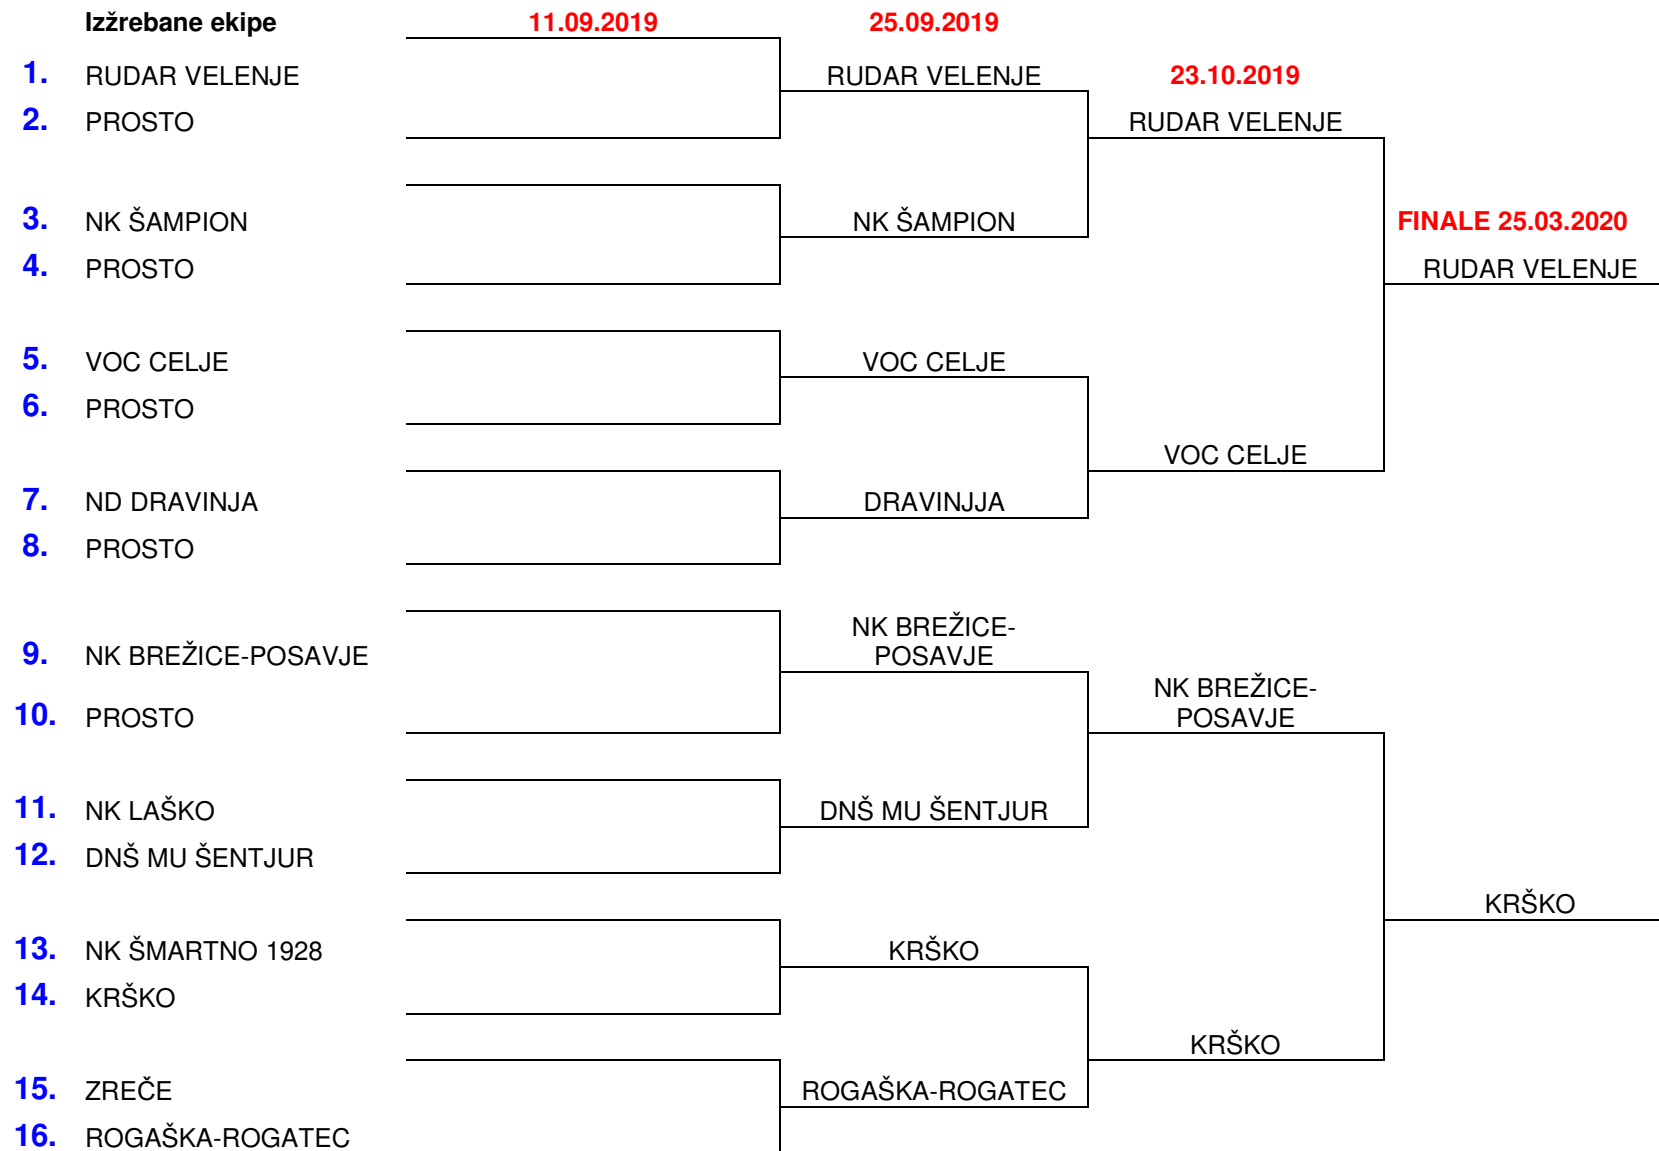 Izžrebane ekipe 11.09.2019 25.09.2019
1. RUDAR VELENJE RUDAR VELENJE 23.10.2019
2. PROSTO RUDAR VELENJE
3. NK ŠAMPION NK ŠAMPION FINALE 25.03.2020
4. PROSTO RUDAR VELENJE
5. VOC CELJE VOC CELJE
6. PROSTO
VOC CELJE
7. ND DRAVINJA DRAVINJJA
8. PROSTO
NK BREŽICE-
9. NK BREŽICE-POSAVJE POSAVJE
NK BREŽICE-
10. PROSTO POSAVJE
11. NK LAŠKO DNŠ MU ŠENTJUR
12. DNŠ MU ŠENTJUR
KRŠKO
13. NK ŠMARTNO 1928 KRŠKO
14. KRŠKO
KRŠKO
15. ZREČE ROGAŠKA-ROGATEC
16. ROGAŠKA-ROGATEC